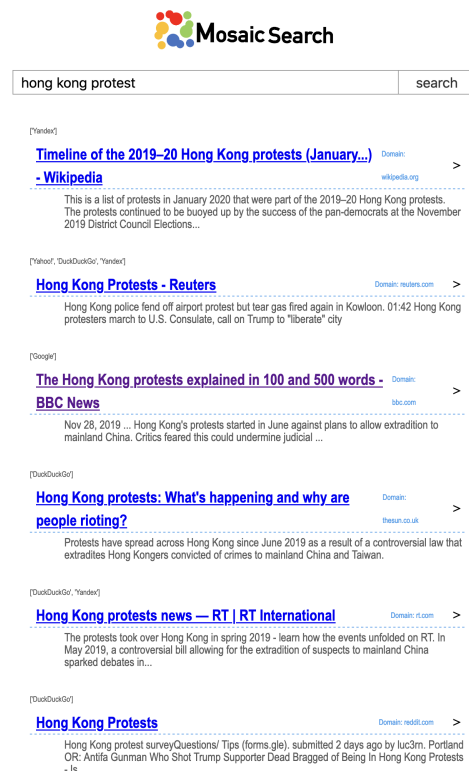 Mosaic Search
hong kong protest
search
['Yandex']
Timeline of the 2019–20 Hong Kong protests (January...)
- Wikipedia
Domain:
wikipedia.org
>
This is a list of protests in January 2020 that were part of the 2019–20 Hong Kong protests.
The protests continued to be buoyed up by the success of the pan-democrats at the November
2019 District Council Elections...
['Yahoo!', 'DuckDuckGo', 'Yandex']
Hong Kong Protests - Reuters
Domain: reuters.com
>
Hong Kong police fend off airport protest but tear gas fired again in Kowloon. 01:42 Hong Kong
protesters march to U.S. Consulate, call on Trump to "liberate" city
['Google']
The Hong Kong protests explained in 100 and 500 words -
BBC News
Domain:
bbc.com
>
Nov 28, 2019 ... Hong Kong's protests started in June against plans to allow extradition to
mainland China. Critics feared this could undermine judicial ...
['DuckDuckGo']
Hong Kong protests: What's happening and why are
people rioting?
Domain:
thesun.co.uk
>
Protests have spread across Hong Kong since June 2019 as a result of a controversial law that
extradites Hong Kongers convicted of crimes to mainland China and Taiwan.
['DuckDuckGo', 'Yandex']
Hong Kong protests news — RT | RT International
Domain: rt.com
>
The protests took over Hong Kong in spring 2019 - learn how the events unfolded on RT. In
May 2019, a controversial bill allowing for the extradition of suspects to mainland China
sparked debates in...
['DuckDuckGo']
Hong Kong Protests
Domain: reddit.com
>
Hong Kong protest surveyQuestions/ Tips (forms.gle). submitted 2 days ago by luc3rn. Portland
OR: Antifa Gunman Who Shot Trump Supporter Dead Bragged of Being In Hong Kong Protests
- Is